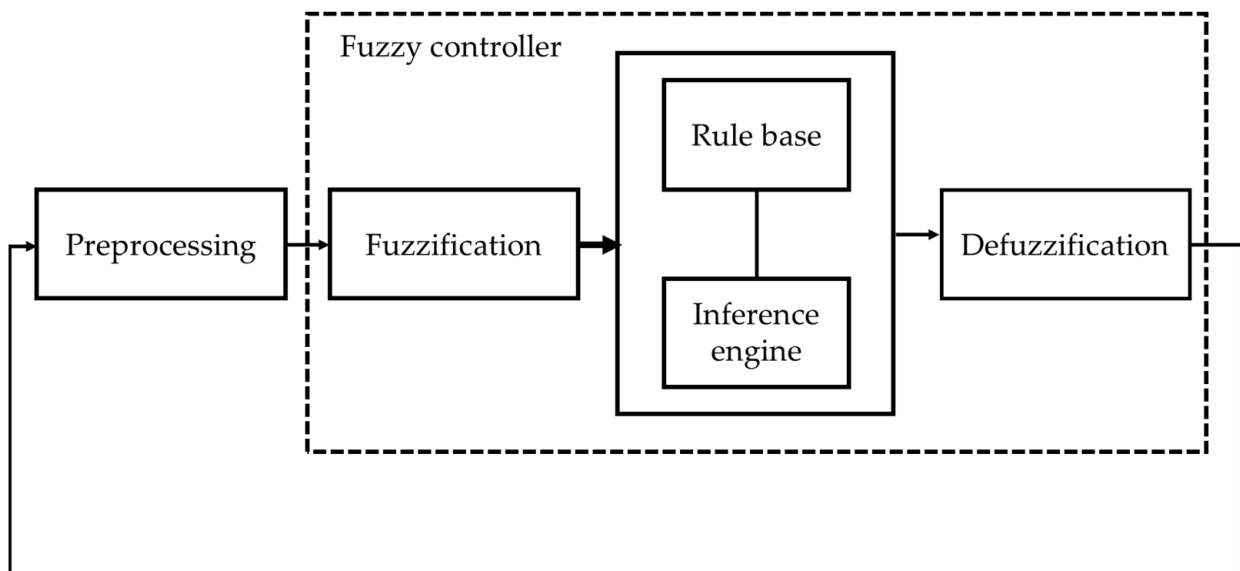 Fuzzy controller
Rule base
Preprocessing
Fuzzification
Defuzzification
Inference
engine